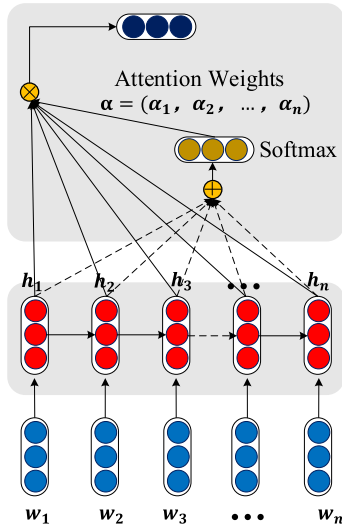 Attention Weights
α = (α₁, α₂, …, αₙ)
Softmax
h₁ h₂ h₃ … hₙ
w₁ w₂ w₃ … wₙ